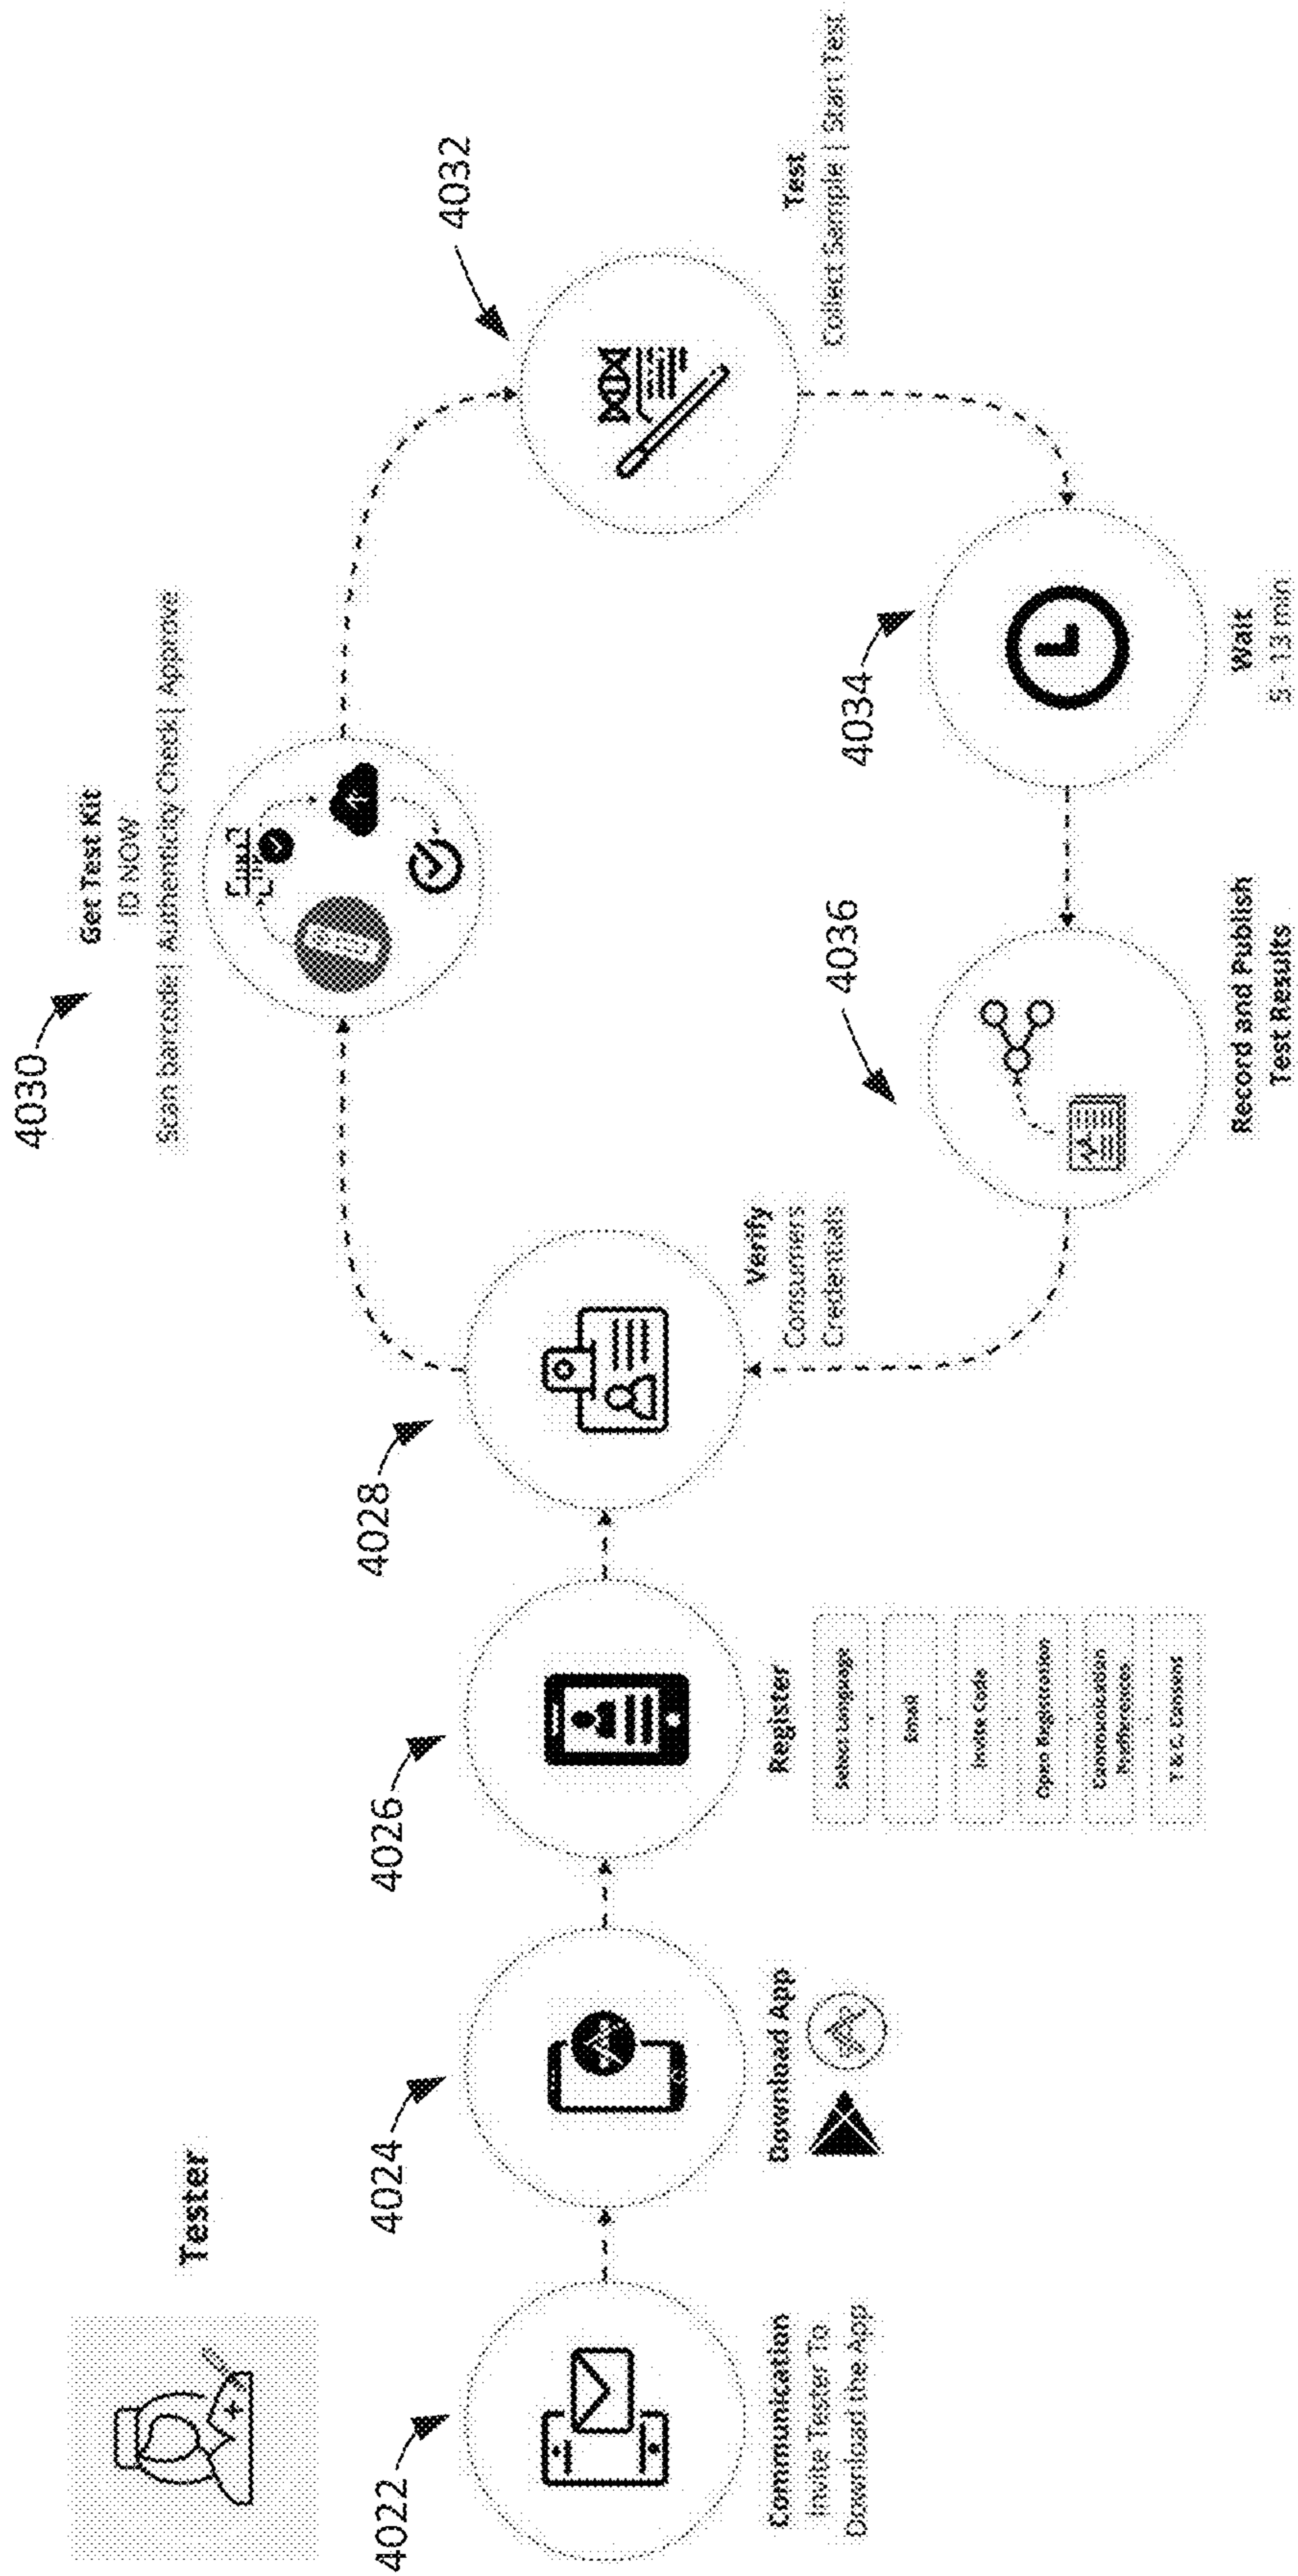 Tester
4022
Communication
Invite Tester To
Download the App
4024
Download App
4026
Register
Select Language
Email
Invite Code
Open Registration
Communication
Preferences
T & C, Consens
4028
Verify
Consumers
Credentials
4030
Get Test Kit
ID NOW
Scan barcode| Authenticity Check| Approve
4032
Test
Collect Sample | Start Test
4034
Wait
5 - 13 min
4036
Record and Publish
Test Results